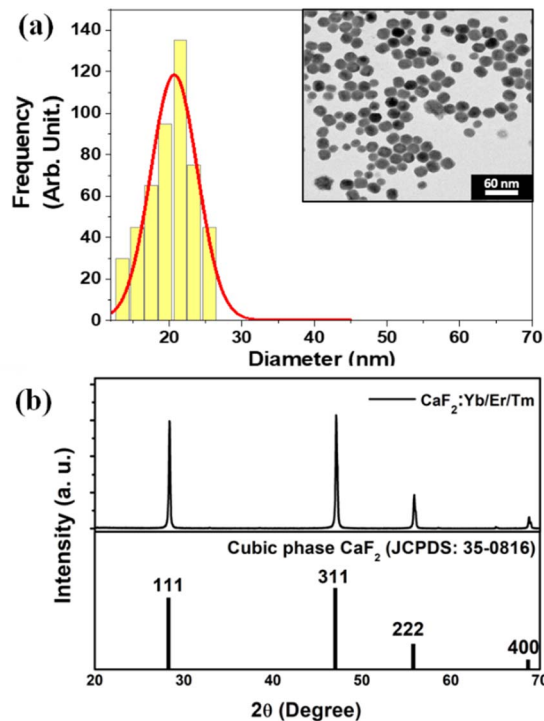 (a)
Frequency
(Arb. Unit.)
140
120
100
80
60
40
20
0
20
30
40
50
60
70
Diameter (nm)
60 nm
(b)
Intensity (a. u.)
CaF₂:Yb/Er/Tm
Cubic phase CaF₂ (JCPDS: 35-0816)
111
311
222
400
20
30
40
50
60
70
2θ (Degree)